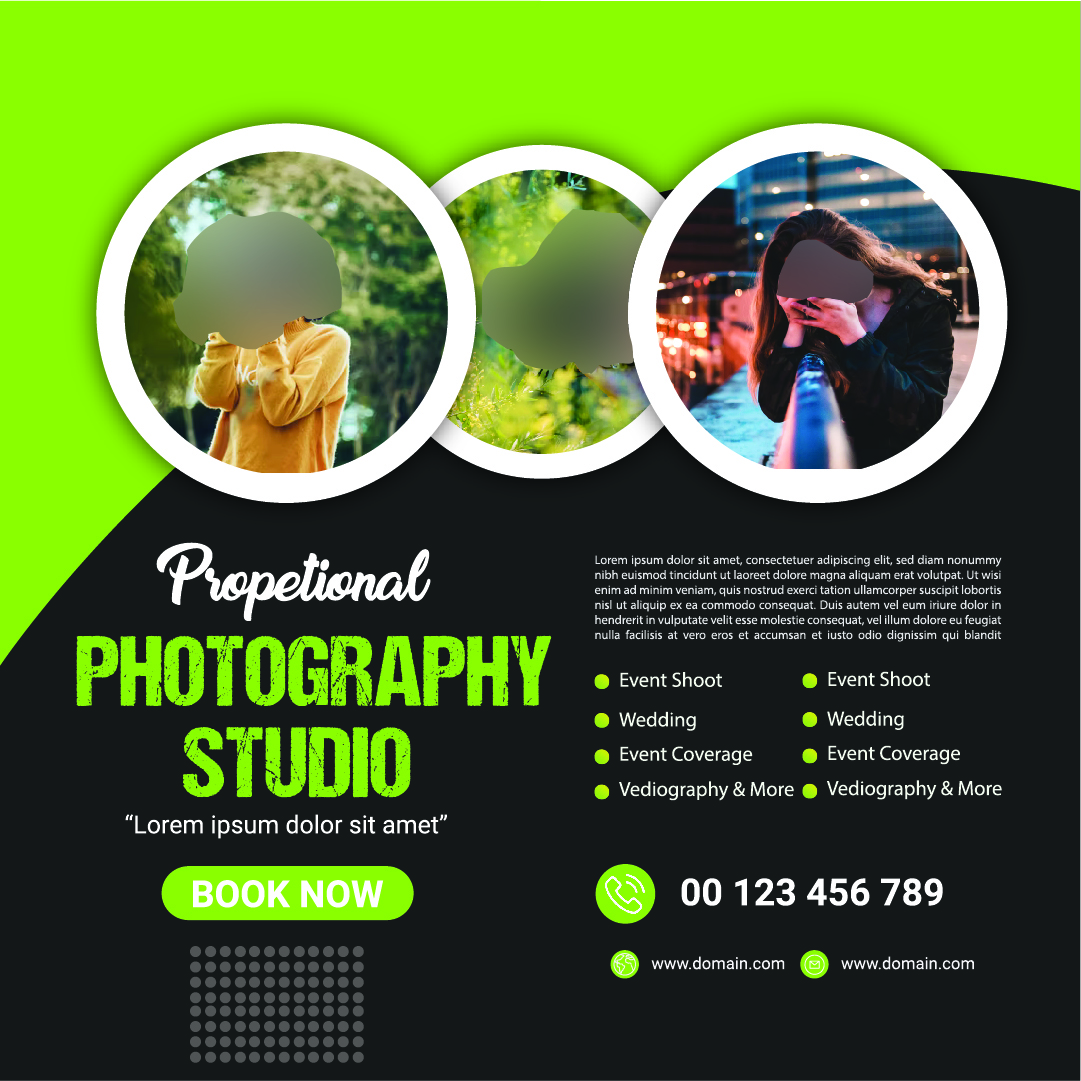 Propetional
PHOTOGRAPHY
STUDIO
“Lorem ipsum dolor sit amet”
BOOK NOW
Lorem ipsum dolor sit amet, consectetuer adipiscing elit, sed diam nonummy
nibh euismod tincidunt ut laoreet dolore magna aliquam erat volutpat. Ut wisi
enim ad minim veniam, quis nostrud exerci tation ullamcorper suscipit lobortis
nisl ut aliquip ex ea commodo consequat. Duis autem vel eum iriure dolor in
hendrerit in vulputate velit esse molestie consequat, vel illum dolore eu feugiat
nulla facilisis at vero eros et accumsan et iusto odio dignissim qui blandit
Event Shoot
Wedding
Event Coverage
Vediography & More
Event Shoot
Wedding
Event Coverage
Vediography & More
00 123 456 789
www.domain.com
www.domain.com